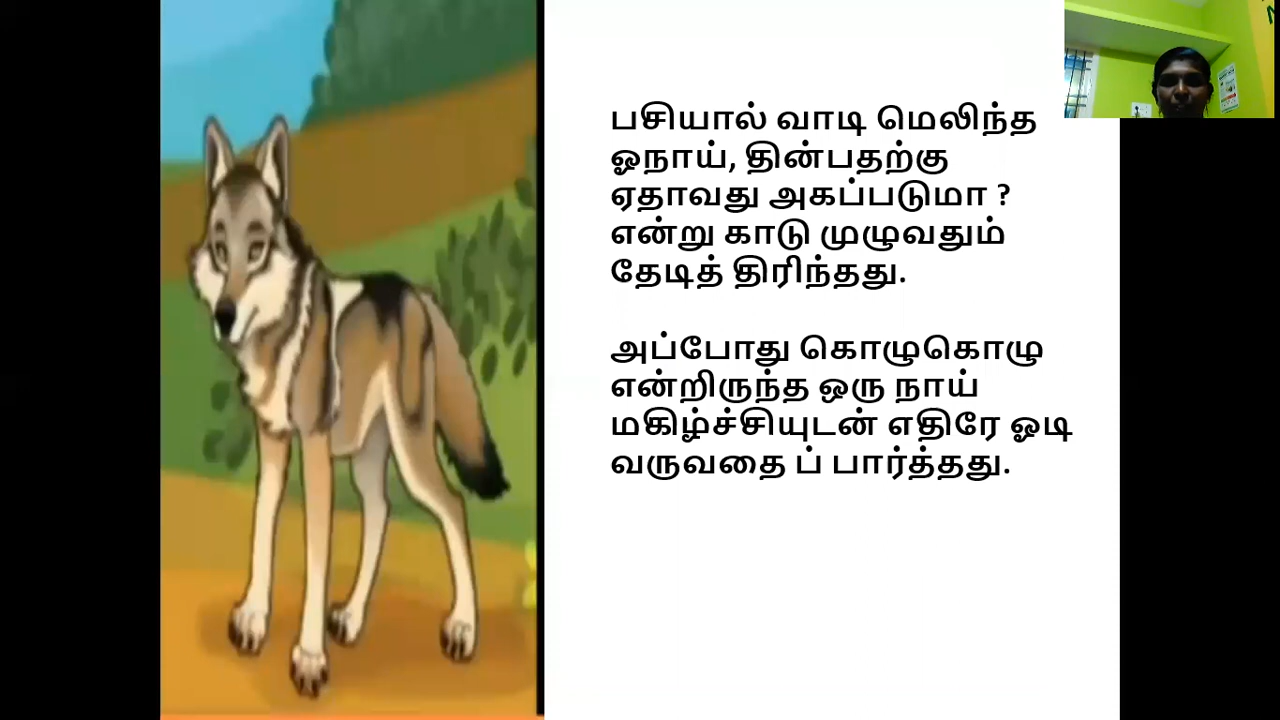 பசியால் வாடி மெலிந்த
ஓநாய், தின்பதற்கு
ஏதாவது அகப்படுமா ?
என்று காடு முழுவதும்
தேடித் திரிந்தது.
அப்போது கொழுகொழு
என்றிருந்த ஒரு நாய்
மகிழ்ச்சியுடன் எதிரே ஓடி
வருவதை ப் பார்த்தது.